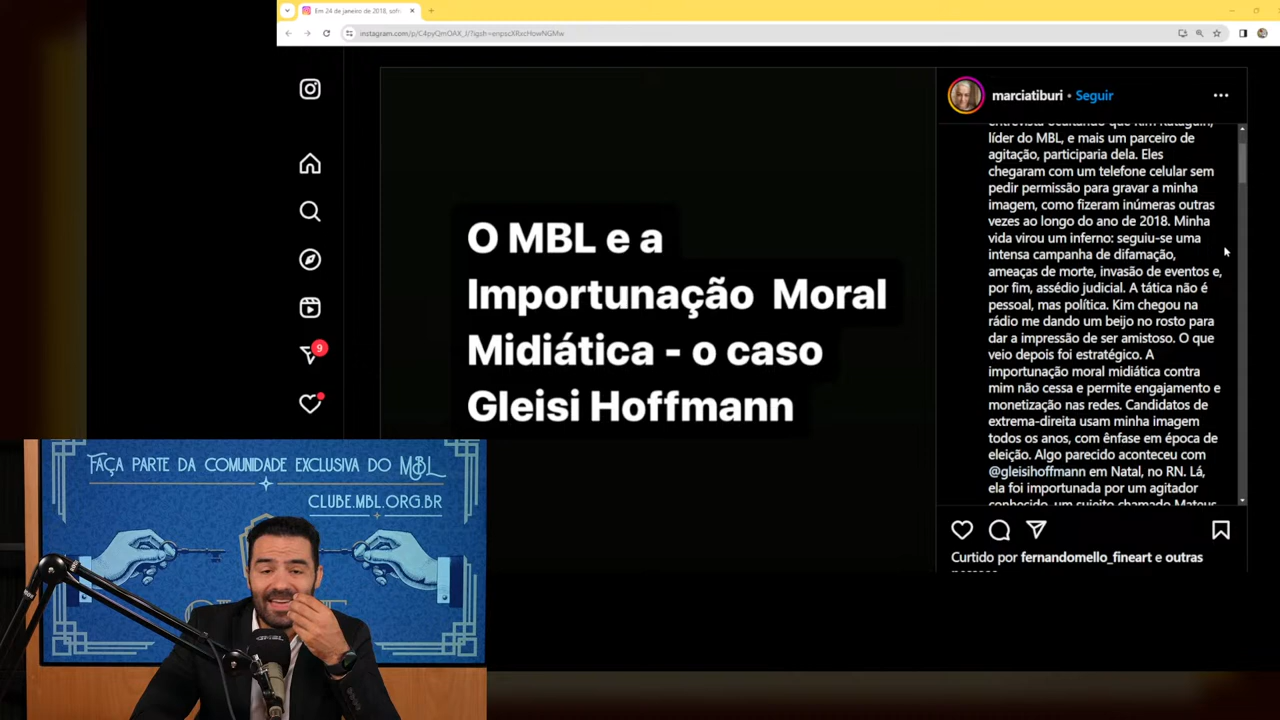 Em 24 de janeiro de 2018, sofr
instagram.com/p/C4pyQmOAX_J/?igsh=enpscXRxcHowNGMw
marciatiburi • Seguir
líder do MBL, e mais um parceiro de
agitação, participaria dela. Eles
chegaram com um telefone celular sem
pedir permissão para gravar a minha
imagem, como fizeram inúmeras outras
vezes ao longo do ano de 2018. Minha
vida virou um inferno: seguiu-se uma
intensa campanha de difamação,
ameaças de morte, invasão de eventos e,
por fim, assédio judicial. A tática não é
pessoal, mas política. Kim chegou na
rádio me dando um beijo no rosto para
dar a impressão de ser amistoso. O que
veio depois foi estratégico. A
importunação moral midiática contra
mim não cessa e permite engajamento e
monetização nas redes. Candidatos de
extrema-direita usam minha imagem
todos os anos, com ênfase em época de
eleição. Algo parecido aconteceu com
@gleisihoffmann em Natal, no RN. Lá,
ela foi importunada por um agitador
conhecido, um sujeito chamado Mateus
Curtido por fernandomello_fineart e outras
O MBL e a
Importunação Moral
Midiática - o caso
Gleisi Hoffmann
9
FAÇA PARTE DA COMUNIDADE EXCLUSIVA DO MBL
CLUBE.MBL.ORG.BR